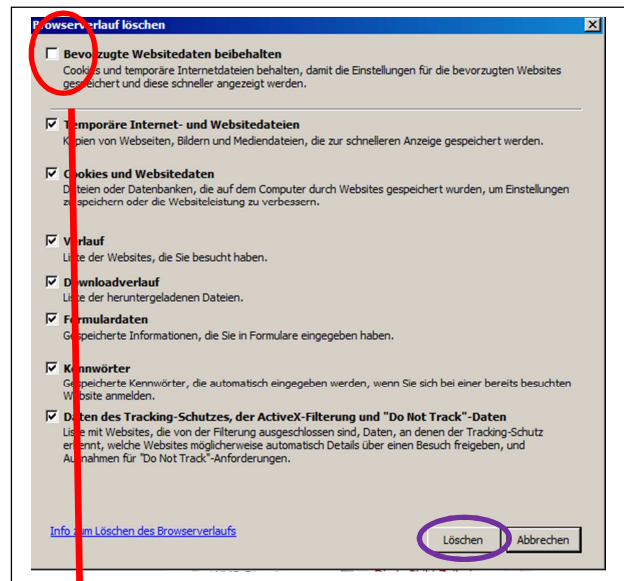 Browserverlauf löschen
Bevorzugte Websitedaten beibehalten
Cookies und temporäre Internetdateien behalten, damit die Einstellungen für die bevorzugten Websites
gespeichert und diese schneller angezeigt werden.
Temporäre Internet- und Websitedateien
Kopien von Webseiten, Bildern und Mediendateien, die zur schnelleren Anzeige gespeichert werden.
Cookies und Websitedaten
Dateien oder Datenbanken, die auf dem Computer durch Websites gespeichert wurden, um Einstellungen
zu speichern oder die Websiteleistung zu verbessern.
Verlauf
Liste der Websites, die Sie besucht haben.
Downloadverlauf
Liste der heruntergeladenen Dateien.
Formulardaten
Gespeicherte Informationen, die Sie in Formulare eingegeben haben.
Kennwörter
Gespeicherte Kennwörter, die automatisch eingegeben werden, wenn Sie sich bei einer bereits besuchten
Website anmelden.
Daten des Tracking-Schutzes, der ActiveX-Filterung und "Do Not Track"-Daten
Liste mit Websites, die von der Filterung ausgeschlossen sind, Daten, an denen der Tracking-Schutz
erkennt, welche Websites möglicherweise automatisch Details über einen Besuch freigeben, und
Ausnahmen für "Do Not Track"-Anforderungen.
Info zum Löschen des Browserverlaufs
Löschen Abbrechen